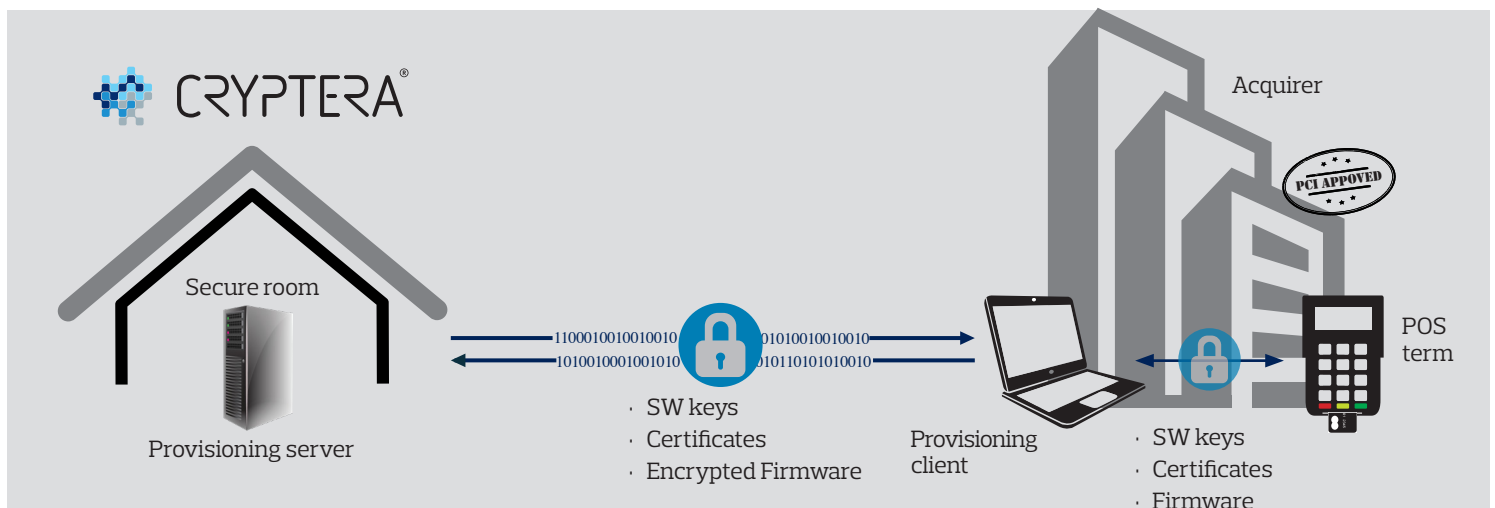 CRYPTERA®
Acquirer
PCI APPOVED
Secure room
Provisioning server
1100010010010010
01010010010010
1010010001001010
010110101010010
· SW keys
· Certificates
· Encrypted Firmware
Provisioning
client
POS
term
· SW keys
· Certificates
· Firmware